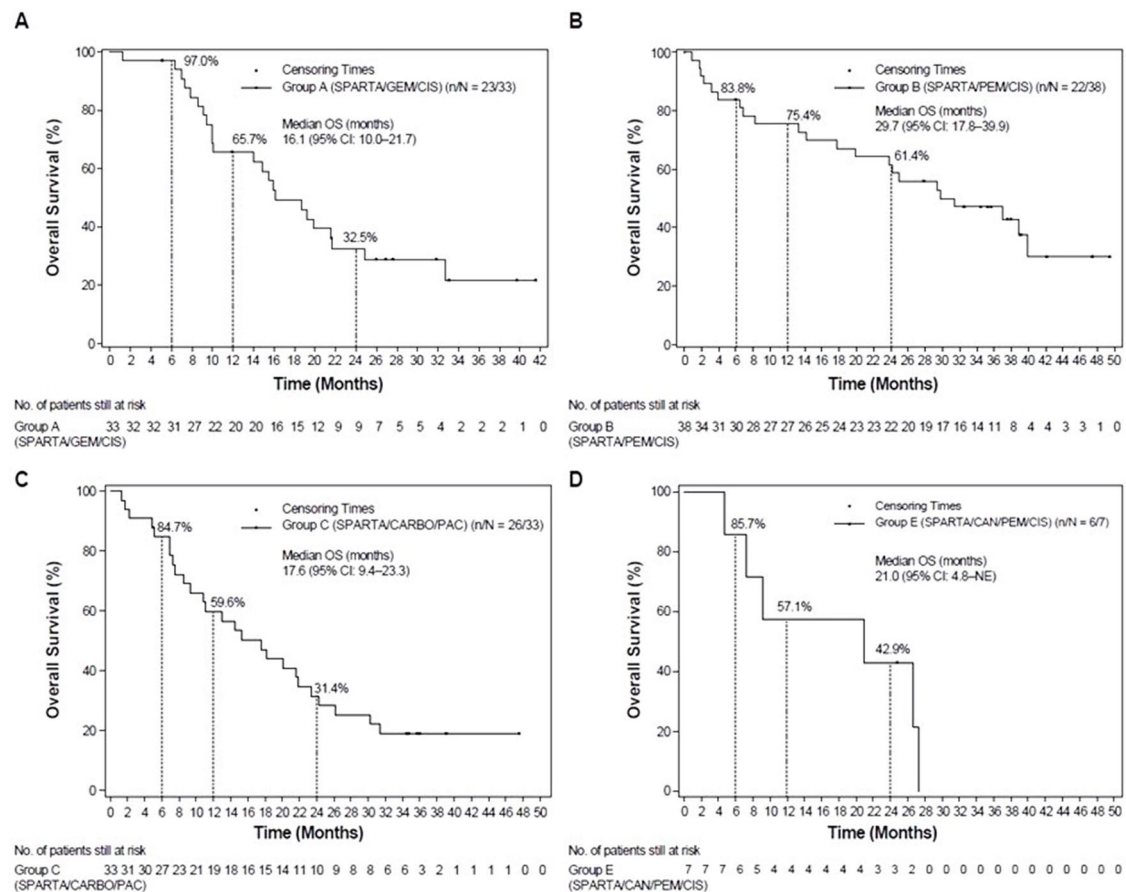 A
Overall Survival (%)
100
80
60
40
20
0
97.0%
65.7%
32.5%
Censoring Times
Group A (SPARTA/GEM/CIS) (n/N = 23/33)
Median OS (months)
16.1 (95% CI: 10.0–21.7)
0 2 4 6 8 10 12 14 16 18 20 22 24 26 28 30 32 34 36 38 40 42
Time (Months)
No. of patients still at risk
Group A 33 32 32 31 27 22 20 20 16 15 12 9 9 7 5 5 4 2 2 2 1 0
(SPARTA/GEM/CIS)
B
Overall Survival (%)
100
80
60
40
20
0
83.8%
75.4%
61.4%
Censoring Times
Group B (SPARTA/PEM/CIS) (n/N = 22/38)
Median OS (months)
29.7 (95% CI: 17.8–39.9)
0 2 4 6 8 10 12 14 16 18 20 22 24 26 28 30 32 34 36 38 40 42 44 46 48 50
Time (Months)
No. of patients still at risk
Group B 38 34 31 30 28 27 27 26 25 24 23 23 22 20 19 17 16 14 11 8 4 4 3 3 1 0
(SPARTA/PEM/CIS)
C
Overall Survival (%)
100
80
60
40
20
0
84.7%
59.6%
31.4%
Censoring Times
Group C (SPARTA/CARBO/PAC) (n/N = 26/33)
Median OS (months)
17.6 (95% CI: 9.4–23.3)
0 2 4 6 8 10 12 14 16 18 20 22 24 26 28 30 32 34 36 38 40 42 44 46 48 50
Time (Months)
No. of patients still at risk
Group C 33 31 30 27 23 21 19 18 16 15 14 11 10 9 8 8 6 6 3 2 1 1 1 1 0 0
(SPARTA/CARBO/PAC)
D
Overall Survival (%)
100
80
60
40
20
0
85.7%
57.1%
42.9%
Censoring Times
Group E (SPARTA/CAN/PEM/CIS) (n/N = 6/7)
Median OS (months)
21.0 (95% CI: 4.8–NE)
0 2 4 6 8 10 12 14 16 18 20 22 24 26 28 30 32 34 36 38 40 42 44 46 48 50
Time (Months)
No. of patients still at risk
Group E 7 7 7 6 5 4 4 4 4 4 4 3 3 2 0 0 0 0 0 0 0 0 0 0 0 0
(SPARTA/CAN/PEM/CIS)